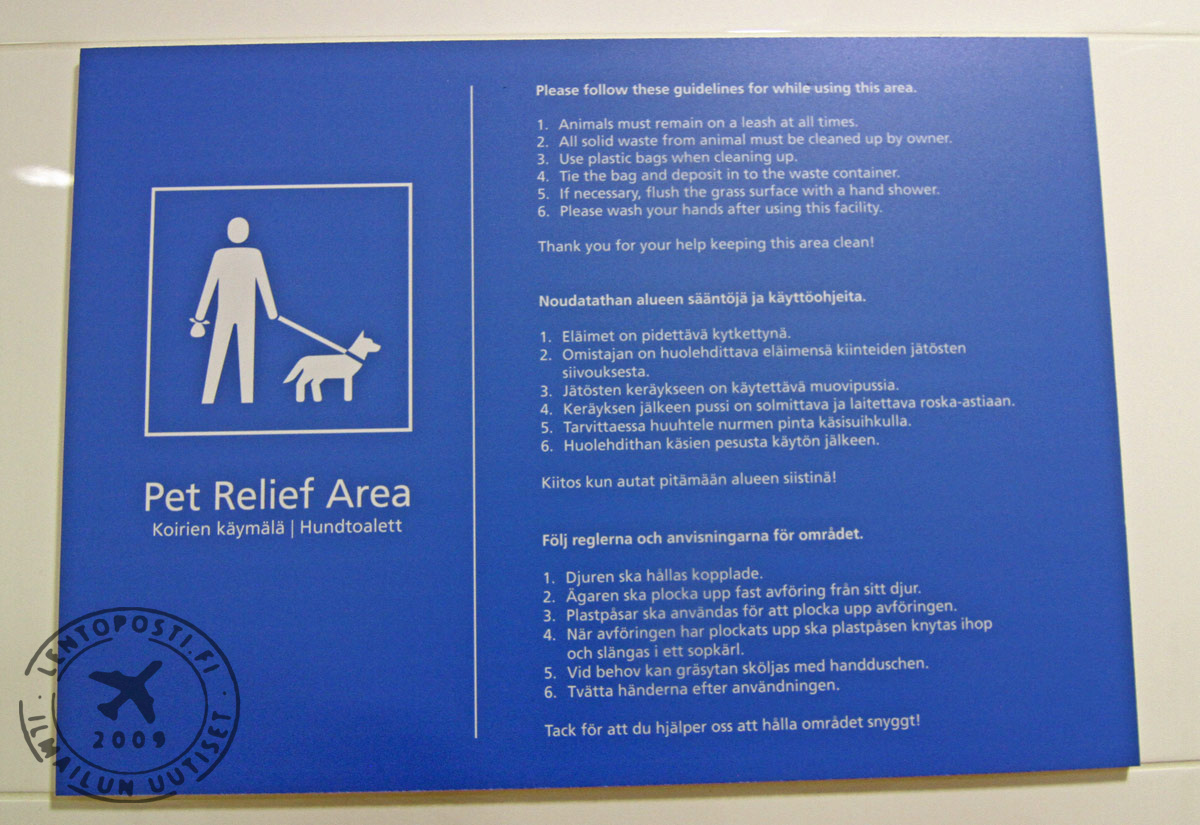 Pet Relief Area
Koirien käymälä | Hundtoalett
Please follow these guidelines for while using this area.
1. Animals must remain on a leash at all times.
2. All solid waste from animal must be cleaned up by owner.
3. Use plastic bags when cleaning up.
4. Tie the bag and deposit in to the waste container.
5. If necessary, flush the grass surface with a hand shower.
6. Please wash your hands after using this facility.
Thank you for your help keeping this area clean!
Noudatathan alueen sääntöjä ja käyttöohjeita.
1. Eläimet on pidettävä kytkettynä.
2. Omistajan on huolehdittava eläimensä kiinteiden jätösten
siivouksesta.
3. Jätösten keräykseen on käytettävä muovipussia.
4. Keräyksen jälkeen pussi on solmittava ja laitettava roska-astiaan.
5. Tarvittaessa huuhtele nurmen pinta käsisuihkulla.
6. Huolehdithan käsien pesusta käytön jälkeen.
Kiitos kun autat pitämään alueen siistinä!
Följ reglerna och anvisningarna för området.
1. Djuren ska hållas kopplade.
2. Ägaren ska plocka upp fast avföring från sitt djur.
3. Plastpåsar ska användas för att plocka upp avföringen.
4. När avföringen har plockats upp ska plastpåsen knytas ihop
och slängas i ett sopkärl.
5. Vid behov kan gräsytan sköljas med handduschen.
6. Tvätta händerna efter användningen.
Tack för att du hjälper oss att hålla området snyggt!
LENTOPOSTI.FI
2009
ILMAILUN UUTISET